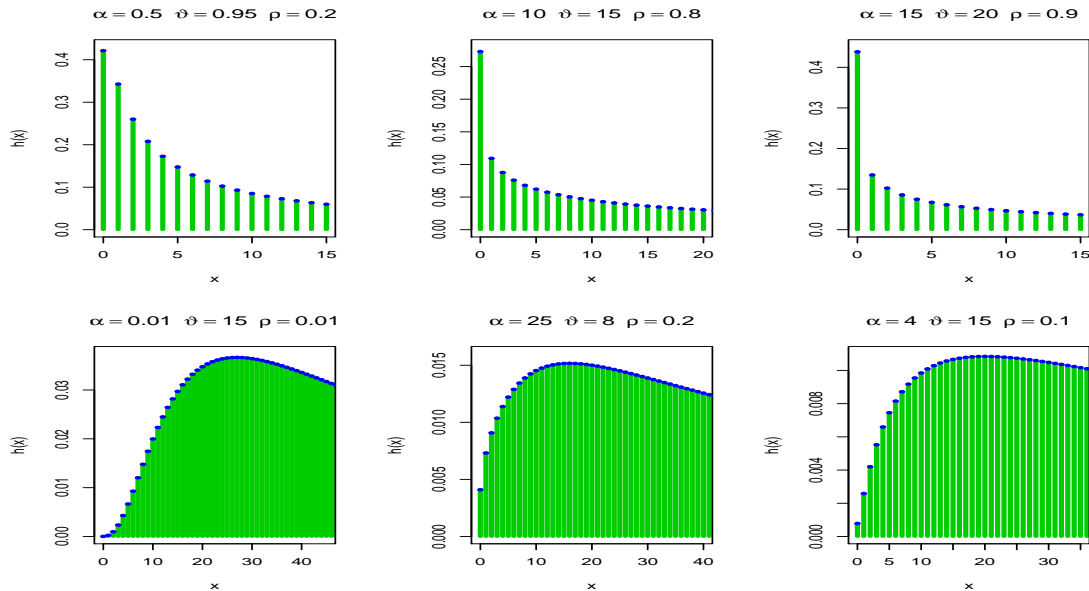 α = 0.5 ϑ = 0.95 ρ = 0.2
h(x)
0.0 0.1 0.2 0.3 0.4
0 5 10 15
x
α = 10 ϑ = 15 ρ = 0.8
h(x)
0.00 0.05 0.10 0.15 0.25
0 5 10 15 20
x
α = 15 ϑ = 20 ρ = 0.9
h(x)
0.0 0.1 0.2 0.3 0.4
0 5 10 15
x
α = 0.01 ϑ = 15 ρ = 0.01
h(x)
0.00 0.01 0.02 0.03
0 10 20 30 40
x
α = 25 ϑ = 8 ρ = 0.2
h(x)
0.000 0.005 0.010 0.015
0 10 20 30 40
x
α = 4 ϑ = 15 ρ = 0.1
h(x)
0.000 0.004 0.008
0 5 10 20 30
x